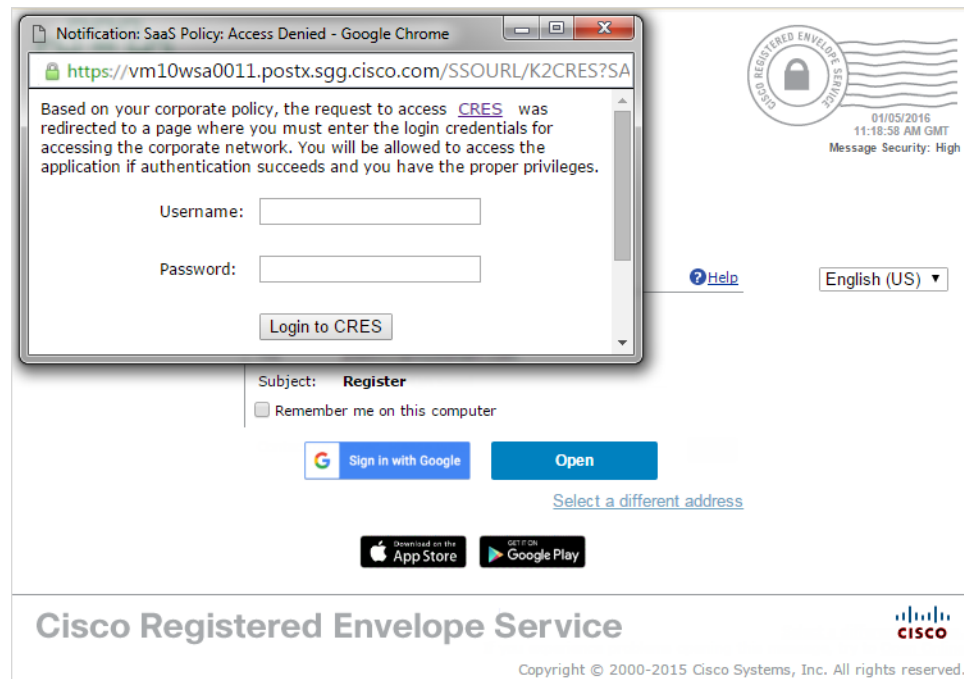 Notification: SaaS Policy: Access Denied - Google Chrome
https://vm10wsa0011.postx.sgg.cisco.com/SSOURL/K2CRES?SA
Based on your corporate policy, the request to access CRES was
redirected to a page where you must enter the login credentials for
accessing the corporate network. You will be allowed to access the
application if authentication succeeds and you have the proper privileges.
Username:
Password:
Login to CRES
CISCO REGISTERED ENVELOPE SERVICE
01/05/2016
11:18:58 AM GMT
Message Security: High
Help
English (US)
Subject: Register
Remember me on this computer
G Sign in with Google
Open
Select a different address
Download on the
App Store
GET IT ON
Google Play
Cisco Registered Envelope Service
CISCO
Copyright © 2000-2015 Cisco Systems, Inc. All rights reserved.